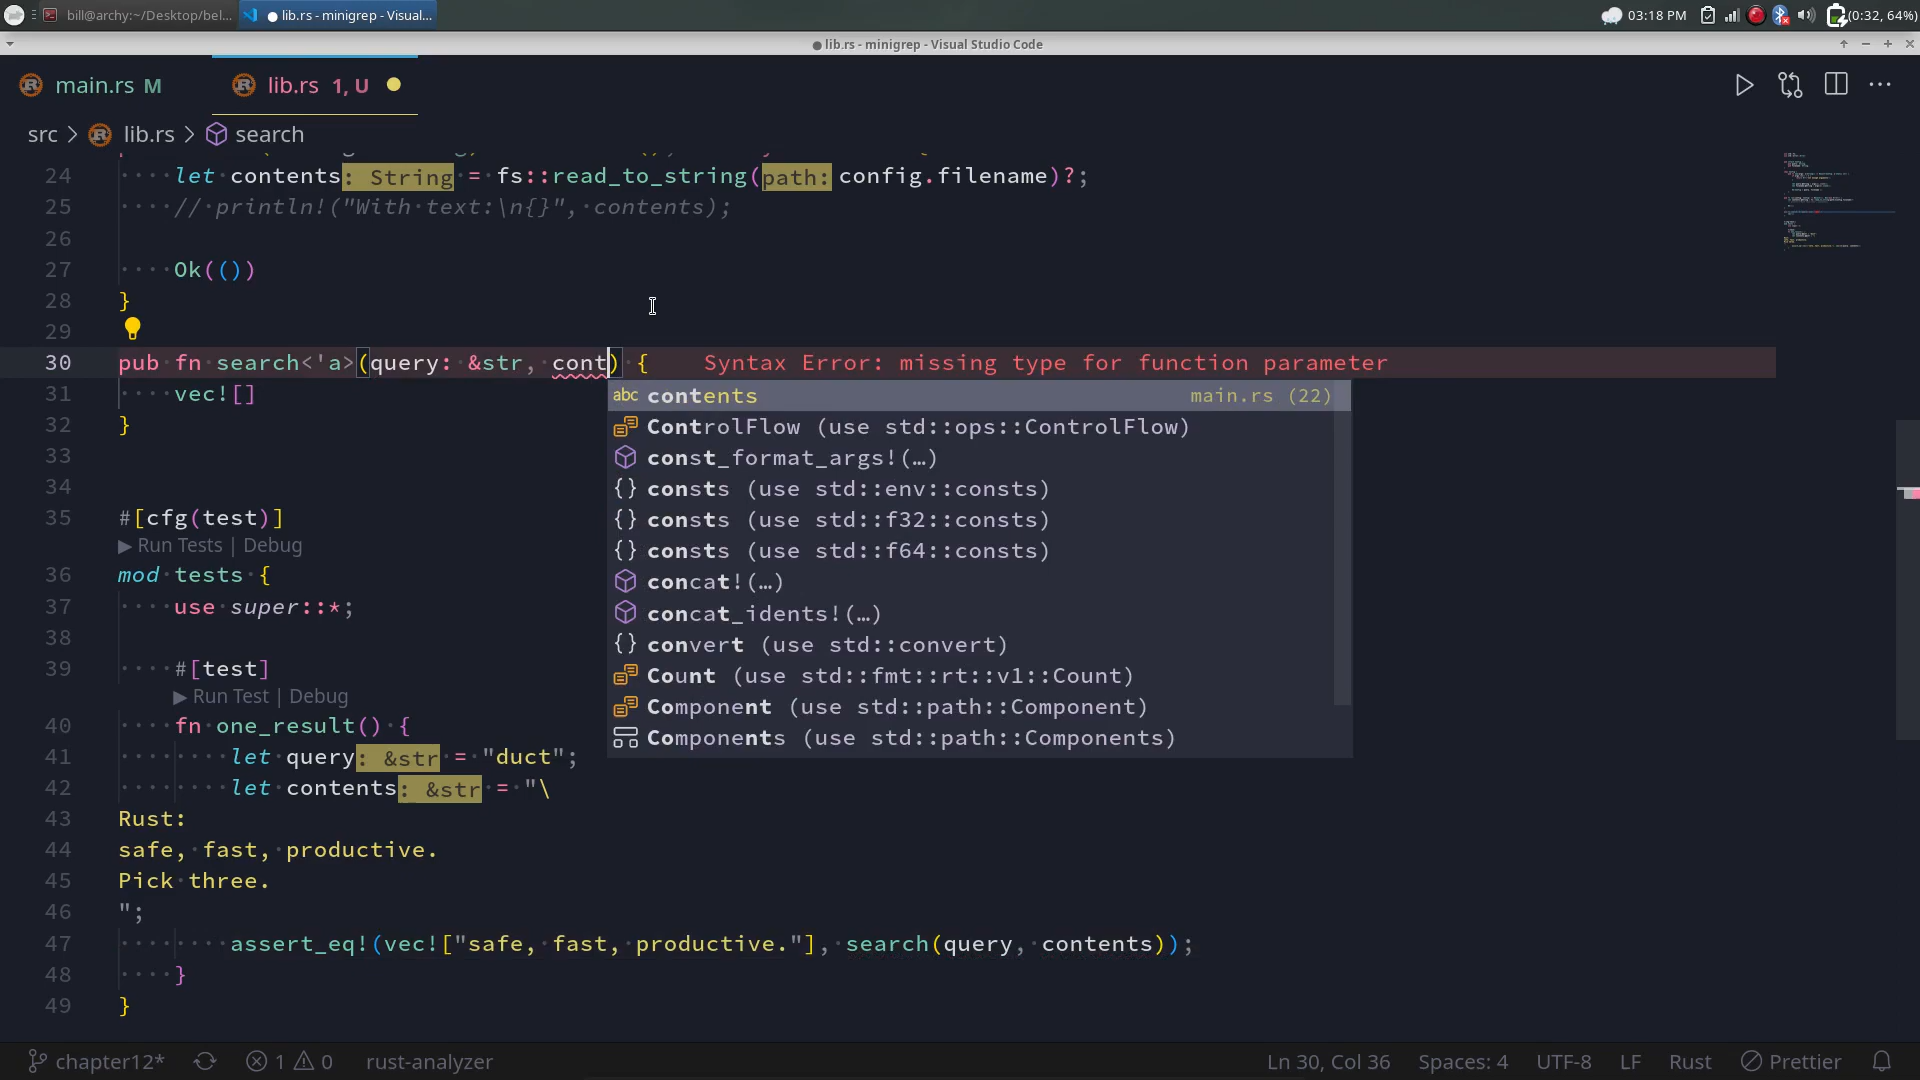 bill@archy:~/Desktop/bel...
● lib.rs - minigrep - Visual...
03:18 PM
(0:32, 64%)
● lib.rs - minigrep - Visual Studio Code
main.rs M
lib.rs 1, U
src > lib.rs > search
24 let contents: String = fs::read_to_string(path: config.filename)?;
25 // println!("With text:\n{}", contents);
26
27 Ok(())
28 }
29
30 pub fn search<'a>(query: &str, cont) { Syntax Error: missing type for function parameter
31 vec![]
32 }
33
34
35 #[cfg(test)]
▶ Run Tests | Debug
36 mod tests {
37 use super::*;
38
39 #[test]
▶ Run Test | Debug
40 fn one_result() {
41 let query: &str = "duct";
42 let contents: &str = "\
43 Rust:
44 safe, fast, productive.
45 Pick three.
46 ";
47 assert_eq!(vec!["safe, fast, productive."], search(query, contents));
48 }
49 }
abc contents main.rs (22)
ControlFlow (use std::ops::ControlFlow)
const_format_args!(…)
{} consts (use std::env::consts)
{} consts (use std::f32::consts)
{} consts (use std::f64::consts)
concat!(…)
concat_idents!(…)
{} convert (use std::convert)
Count (use std::fmt::rt::v1::Count)
Component (use std::path::Component)
Components (use std::path::Components)
chapter12*
1 0
rust-analyzer
Ln 30, Col 36
Spaces: 4
UTF-8
LF
Rust
Prettier